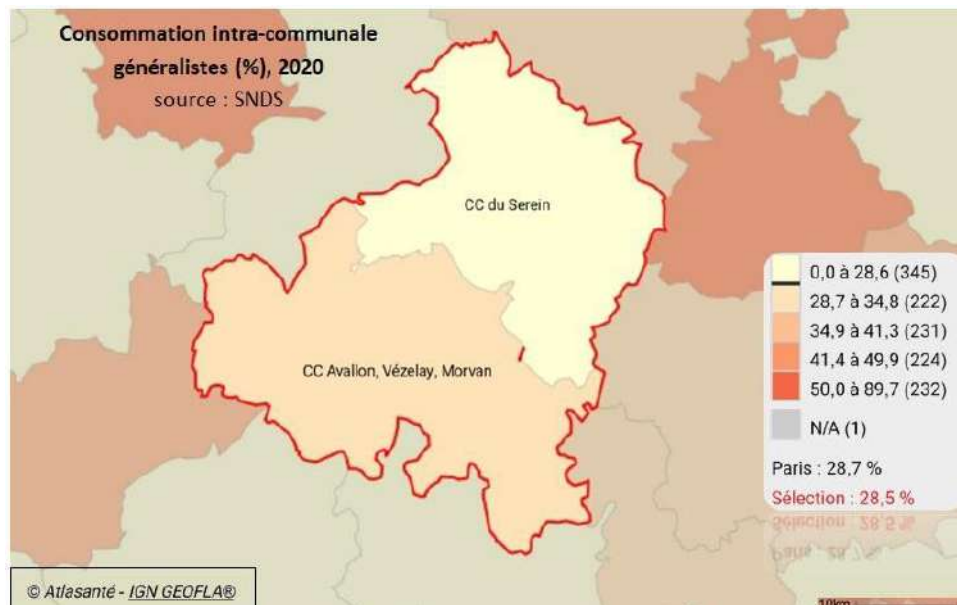 Consommation intra-communale
généralistes (%), 2020
source : SNDS
CC du Serein
CC Avallon, Vézelay, Morvan
0,0 à 28,6 (345)
28,7 à 34,8 (222)
34,9 à 41,3 (231)
41,4 à 49,9 (224)
50,0 à 89,7 (232)
N/A (1)
Paris : 28,7 %
Sélection : 28,5 %
© Atlasanté - IGN GEOFLA®
10km